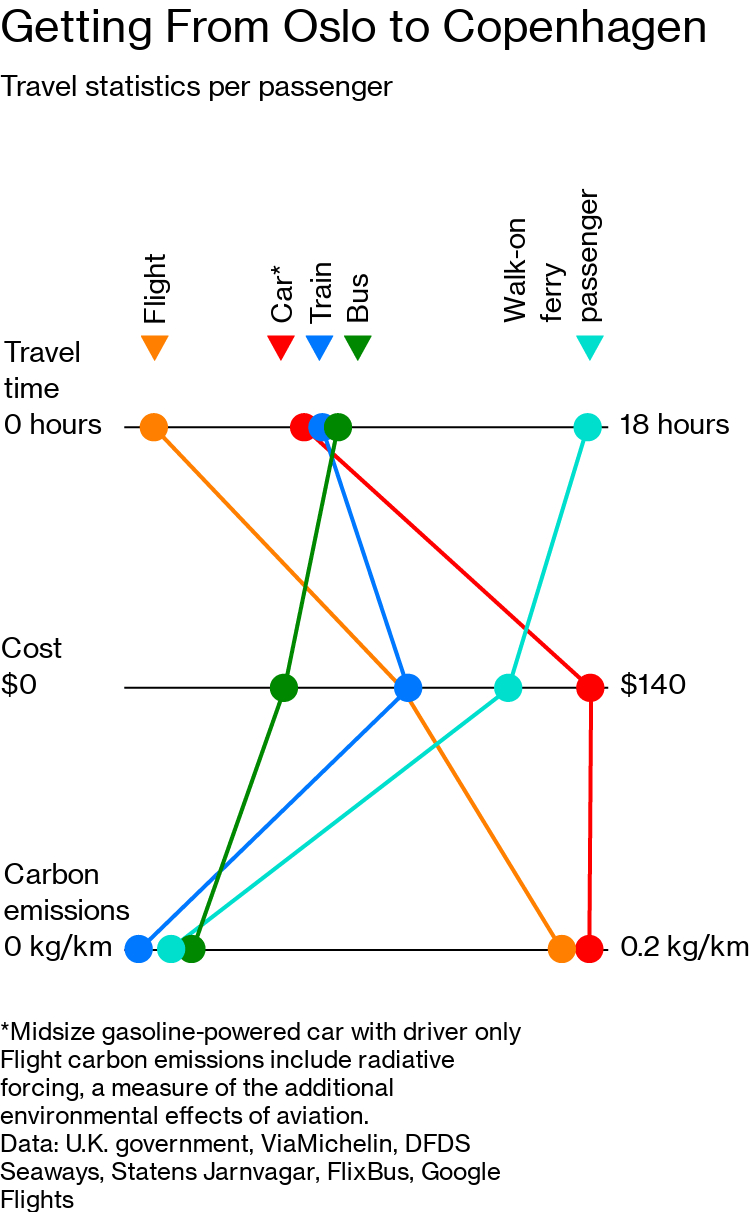 Getting From Oslo to Copenhagen
Travel statistics per passenger
Flight
Car*
Train
Bus
Walk-on
ferry
passenger
Travel
time
0 hours
18 hours
Cost
$0
$140
Carbon
emissions
0 kg/km
0.2 kg/km
*Midsize gasoline-powered car with driver only
Flight carbon emissions include radiative
forcing, a measure of the additional
environmental effects of aviation.
Data: U.K. government, ViaMichelin, DFDS
Seaways, Statens Jarnvagar, FlixBus, Google
Flights